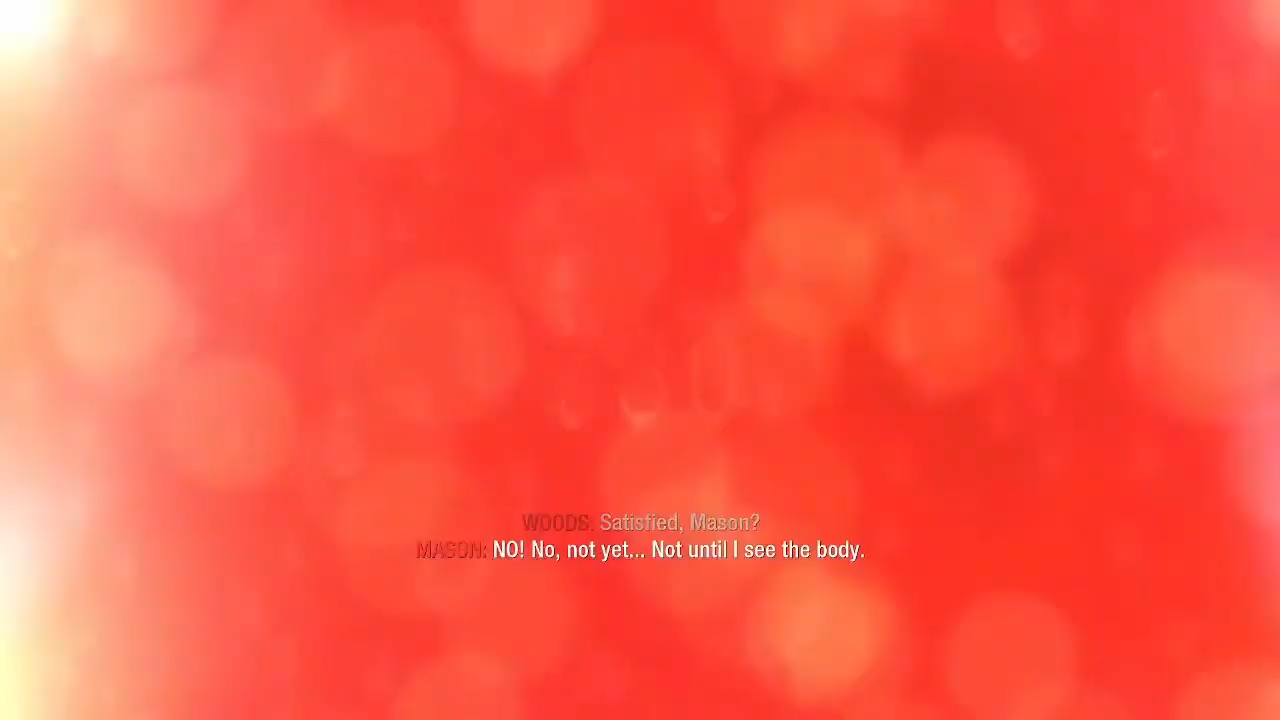 WOODS: Satisfied, Mason?
MASON: NO! No, not yet... Not until I see the body.